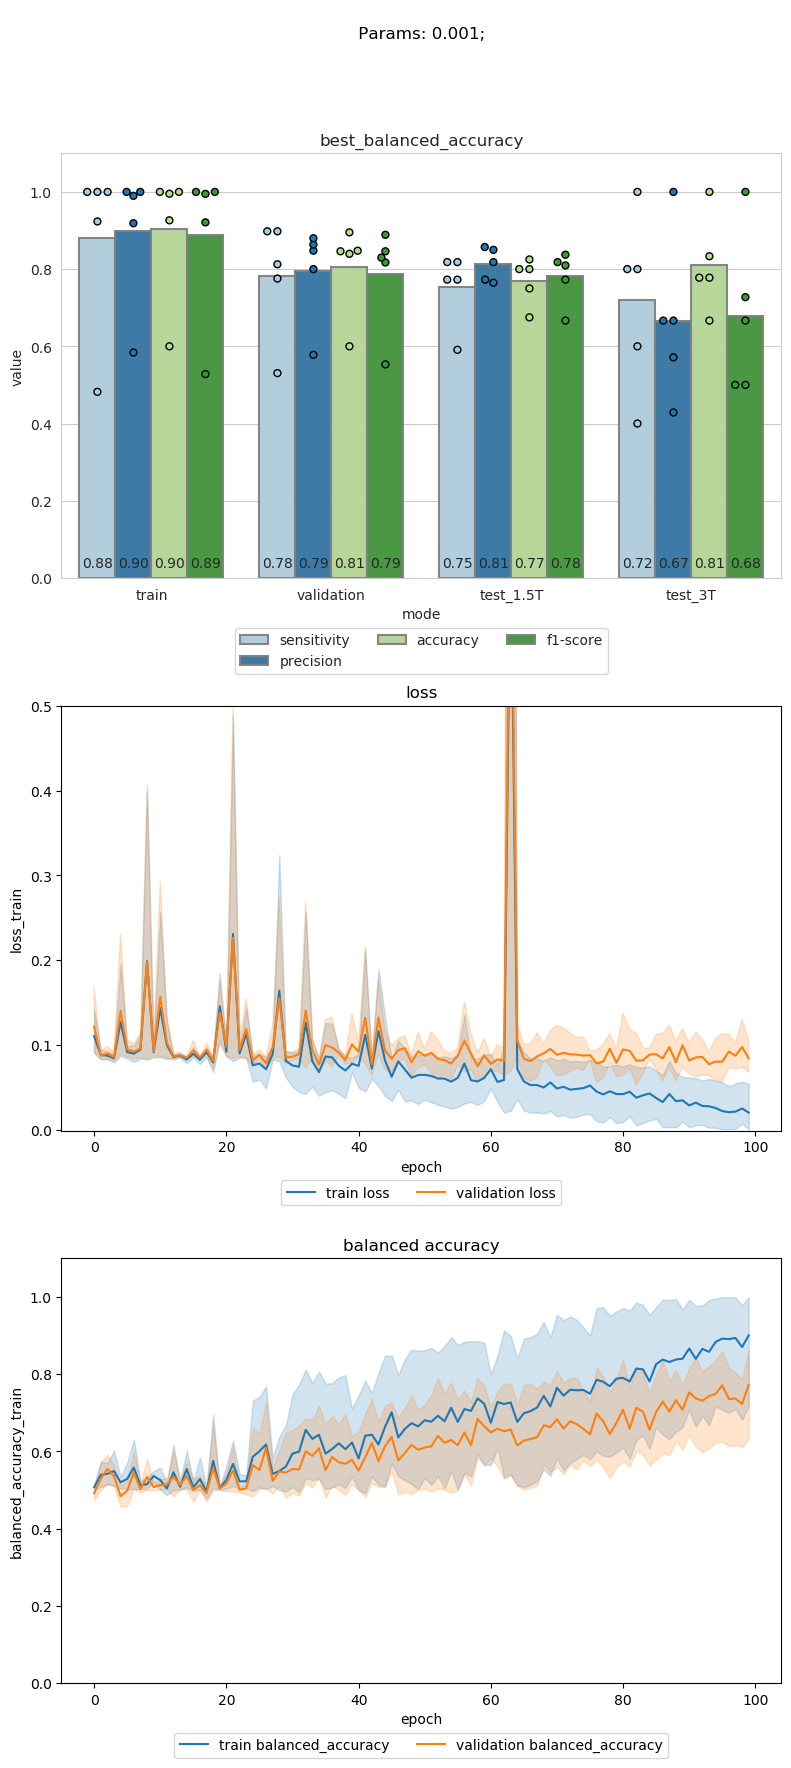 Params: 0.001;
best_balanced_accuracy
value
1.0
0.8
0.6
0.4
0.2
0.0
0.88 0.90 0.90 0.89 0.78 0.79 0.81 0.79 0.75 0.81 0.77 0.78 0.72 0.67 0.81 0.68
train validation test_1.5T test_3T
mode
sensitivity accuracy f1-score
precision
loss
loss_train
0.5
0.4
0.3
0.2
0.1
0.0
0 20 40 60 80 100
epoch
train loss validation loss
balanced accuracy
balanced_accuracy_train
1.0
0.8
0.6
0.4
0.2
0.0
0 20 40 60 80 100
epoch
train balanced_accuracy validation balanced_accuracy